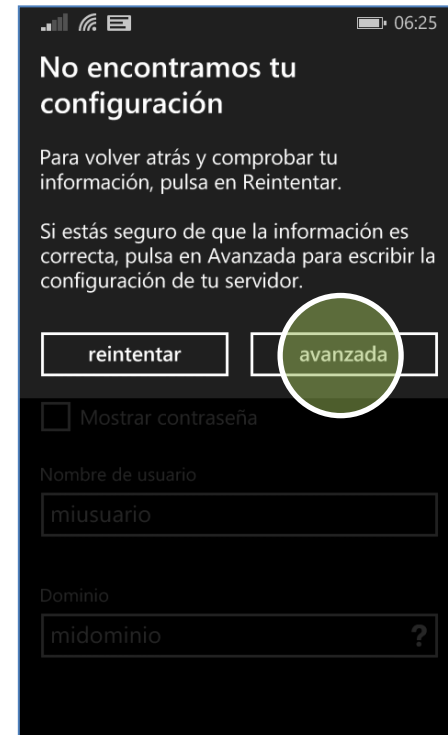 06:25
No encontramos tu
configuración
Para volver atrás y comprobar tu
información, pulsa en Reintentar.
Si estás seguro de que la información es
correcta, pulsa en Avanzada para escribir la
configuración de tu servidor.
reintentar avanzada
Mostrar contraseña
Nombre de usuario
miusuario
Dominio
midominio ?